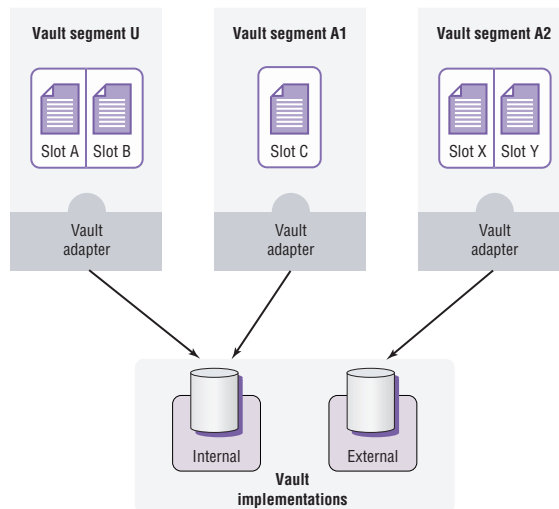 Vault segment U
Vault segment A1
Vault segment A2
Slot A
Slot B
Slot C
Slot X
Slot Y
Vault
adapter
Vault
adapter
Vault
adapter
Internal
External
Vault
implementations